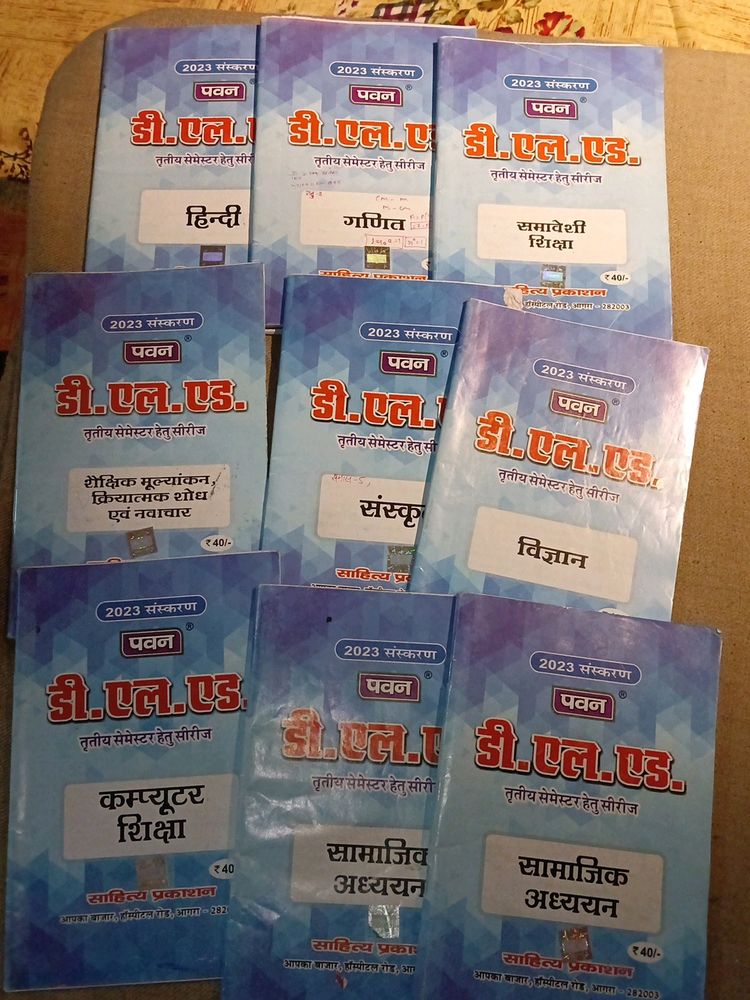 2023 संस्करण
पवन®
डी.एल.ए
तृतीय सेमेस्टर हेतु सीरी
हिन्दी
2023 संस्करण
पवन®
डी.एल.ए
तृतीय सेमेस्टर हेतु सीरीज
गणित
साहित्य प्रकाशन
2023 संस्करण
पवन®
डी.एल.एड.
तृतीय सेमेस्टर हेतु सीरीज
समावेशी
शिक्षा
₹ 40/-
हित्य प्रकाशन
हॉस्पीटल रोड, आगरा - 282003
2023 संस्करण
पवन®
डी.एल.एड.
तृतीय सेमेस्टर हेतु सीरीज
शैक्षिक मूल्यांकन,
क्रियात्मक शोध
एवं नवाचार
₹ 40/-
2023 संस्करण
पवन®
डी.एल.
तृतीय सेमेस्टर हेतु सी
संस्कृ
साहित्य प्र
2023 संस्करण
पवन®
डी.एल.एड.
तृतीय सेमेस्टर हेतु सीरीज
विज्ञान
2023 संस्करण
पवन®
डी.एल.एड.
तृतीय सेमेस्टर हेतु सीरीज
कम्प्यूटर
शिक्षा
₹ 40
साहित्य प्रकाशन
आपका बाजार, हॉस्पीटल रोड, आगरा - 282
2023 संस्करण
पवन®
डी.एल.ए
तृतीय सेमेस्टर हेतु सीरी
सामाजिक
अध्ययन
साहित्य प्रका
आपका बाजार, हॉस्पीटल रोड, आग
2023 संस्करण
पवन®
डी.एल.एड.
तृतीय सेमेस्टर हेतु सीरीज
सामाजिक
अध्ययन
₹ 40/-
साहित्य प्रकाशन
आपका बाजार, हॉस्पीटल रोड, आगरा - 282003